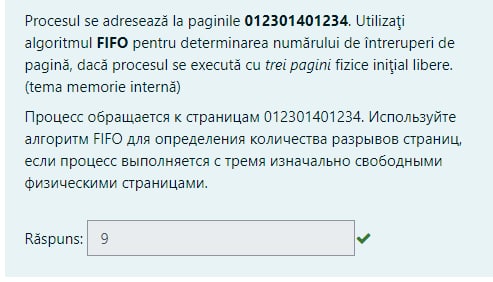 Procesul se adresează la paginile 012301401234. Utilizaţi
algoritmul FIFO pentru determinarea numărului de întreruperi de
pagină, dacă procesul se execută cu trei pagini fizice iniţial libere.
(tema memorie internă)
Процесс обращается к страницам 012301401234. Используйте
алгоритм FIFO для определения количества разрывов страниц,
если процесс выполняется с тремя изначально свободными
физическими страницами.
Răspuns: 9